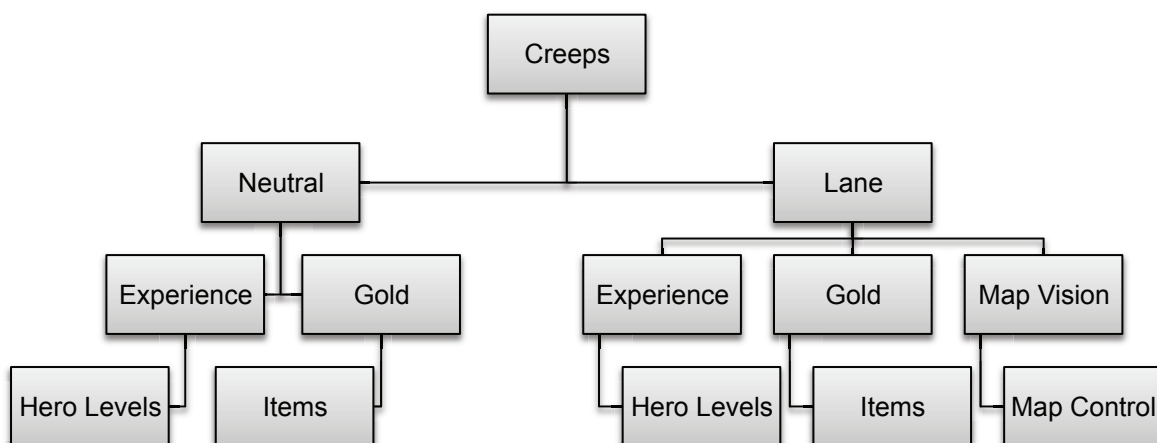 Creeps
Neutral
Lane
Experience
Gold
Experience
Gold
Map Vision
Hero Levels
Items
Hero Levels
Items
Map Control